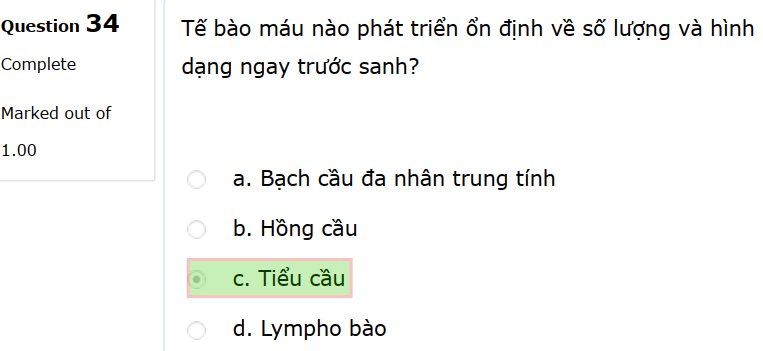 Question 34
Complete
Marked out of
1.00
Tế bào máu nào phát triển ổn định về số lượng và hình
dạng ngay trước sanh?
a. Bạch cầu đa nhân trung tính
b. Hồng cầu
c. Tiểu cầu
d. Lympho bào